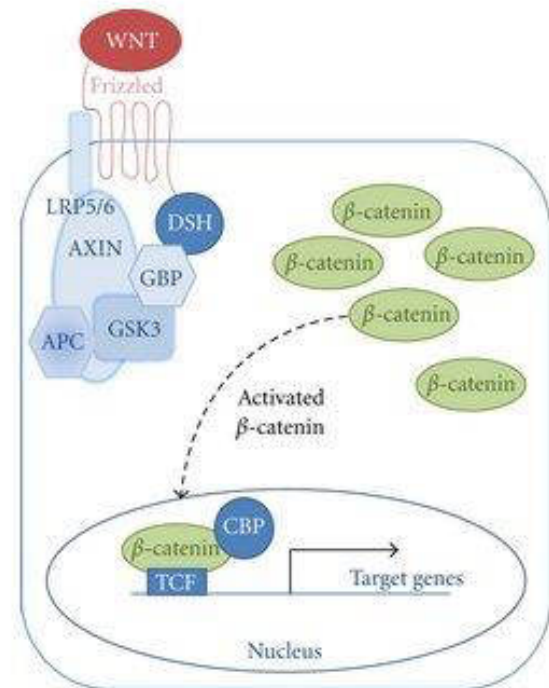 WNT
Frizzled
LRP5/6
DSH
AXIN
GBP
APC
GSK3
β-catenin
β-catenin
β-catenin
β-catenin
β-catenin
Activated
β-catenin
CBP
β-catenin
TCF
Target genes
Nucleus